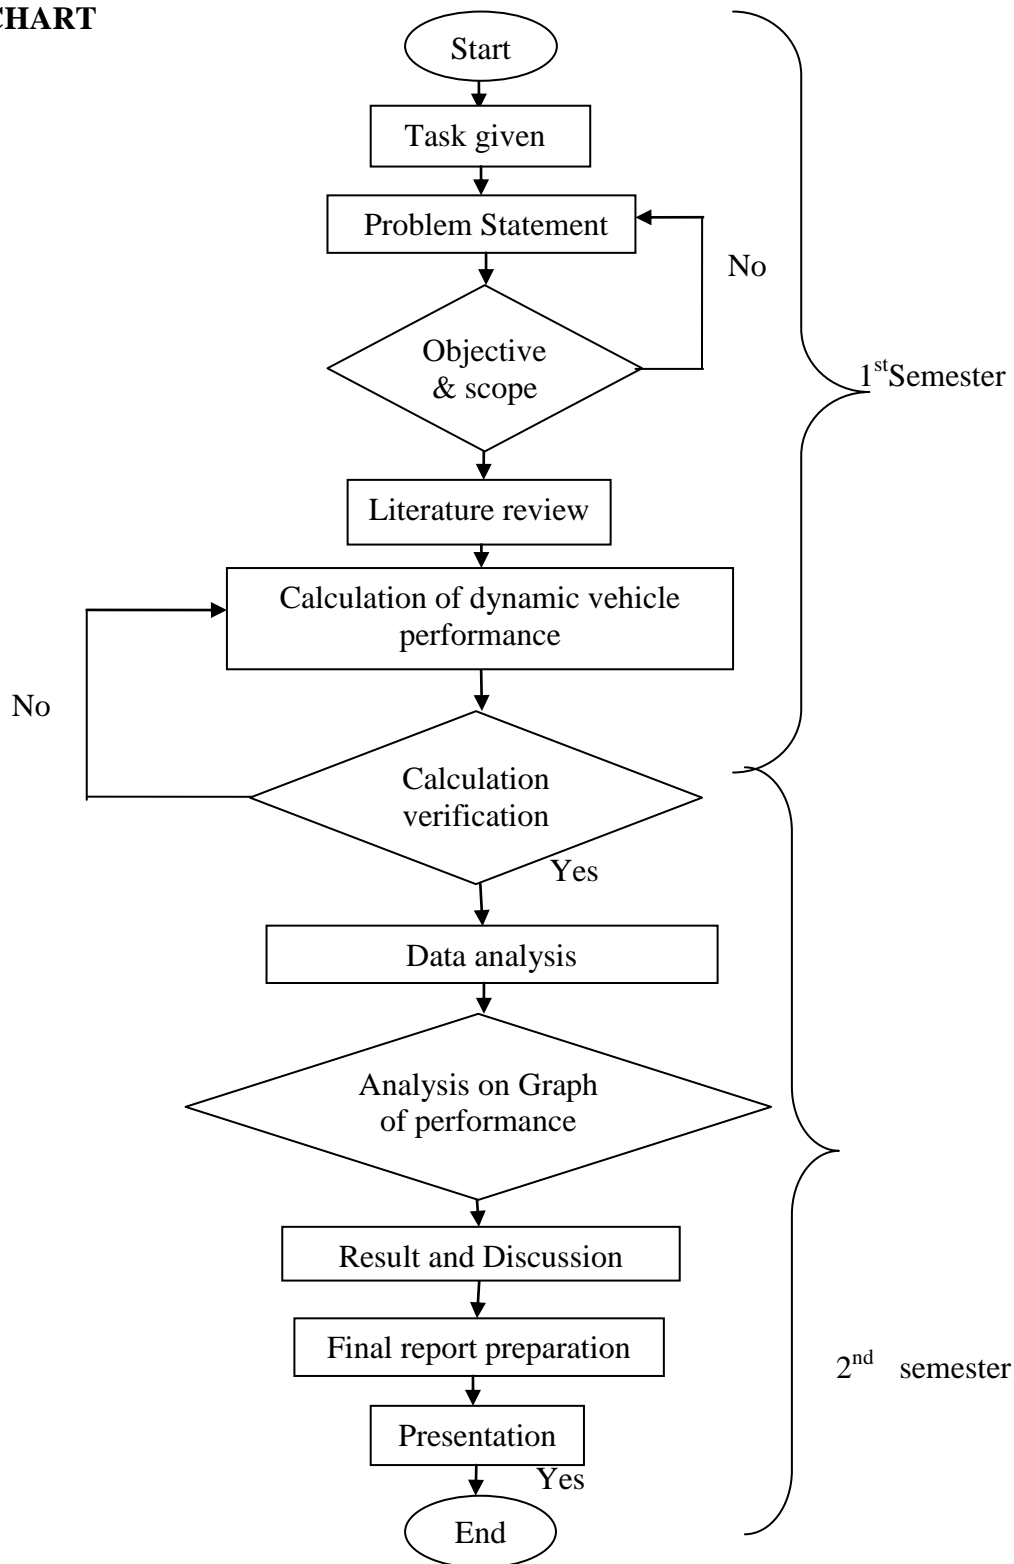 CHART
Start
Task given
Problem Statement
No
Objective
& scope
1stSemester
Literature review
Calculation of dynamic vehicle
performance
No
Calculation
verification
Yes
Data analysis
Analysis on Graph
of performance
Result and Discussion
Final report preparation
2nd semester
Presentation
Yes
End